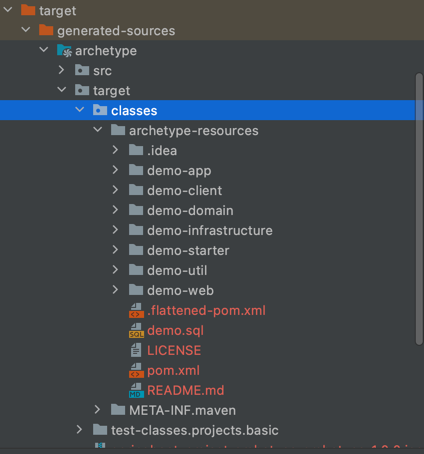 target
generated-sources
archetype
src
target
classes
archetype-resources
.idea
demo-app
demo-client
demo-domain
demo-infrastructure
demo-starter
demo-util
demo-web
.flattened-pom.xml
demo.sql
LICENSE
pom.xml
README.md
META-INF.maven
test-classes.projects.basic